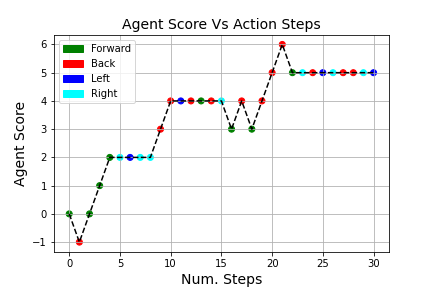 Agent Score Vs Action Steps
Forward
Back
Left
Right
6
5
4
3
2
1
0
−1
Agent Score
0 5 10 15 20 25 30
Num. Steps